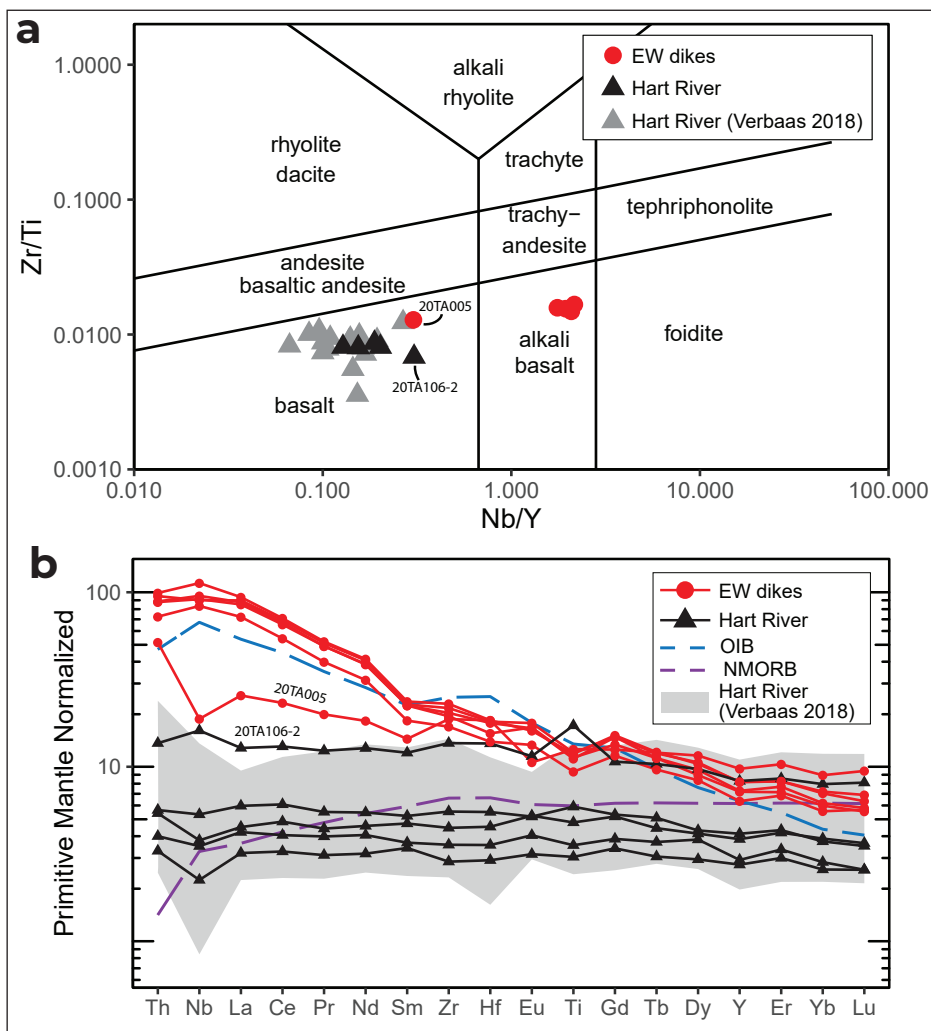 a
EW dikes
Hart River
Hart River (Verbaas 2018)
alkali
rhyolite
rhyolite
dacite
trachyte
trachy-
andesite
tephriphonolite
andesite
basaltic andesite
20TA005
20TA106-2
alkali
basalt
foidite
basalt
Zr/Ti
1.0000
0.1000
0.0100
0.0010
0.010
0.100
1.000
10.000
100.000
Nb/Y
b
EW dikes
Hart River
OIB
NMORB
Hart River
(Verbaas 2018)
20TA005
20TA106-2
Primitive Mantle Normalized
100
10
Th Nb La Ce Pr Nd Sm Zr Hf Eu Ti Gd Tb Dy Y Er Yb Lu